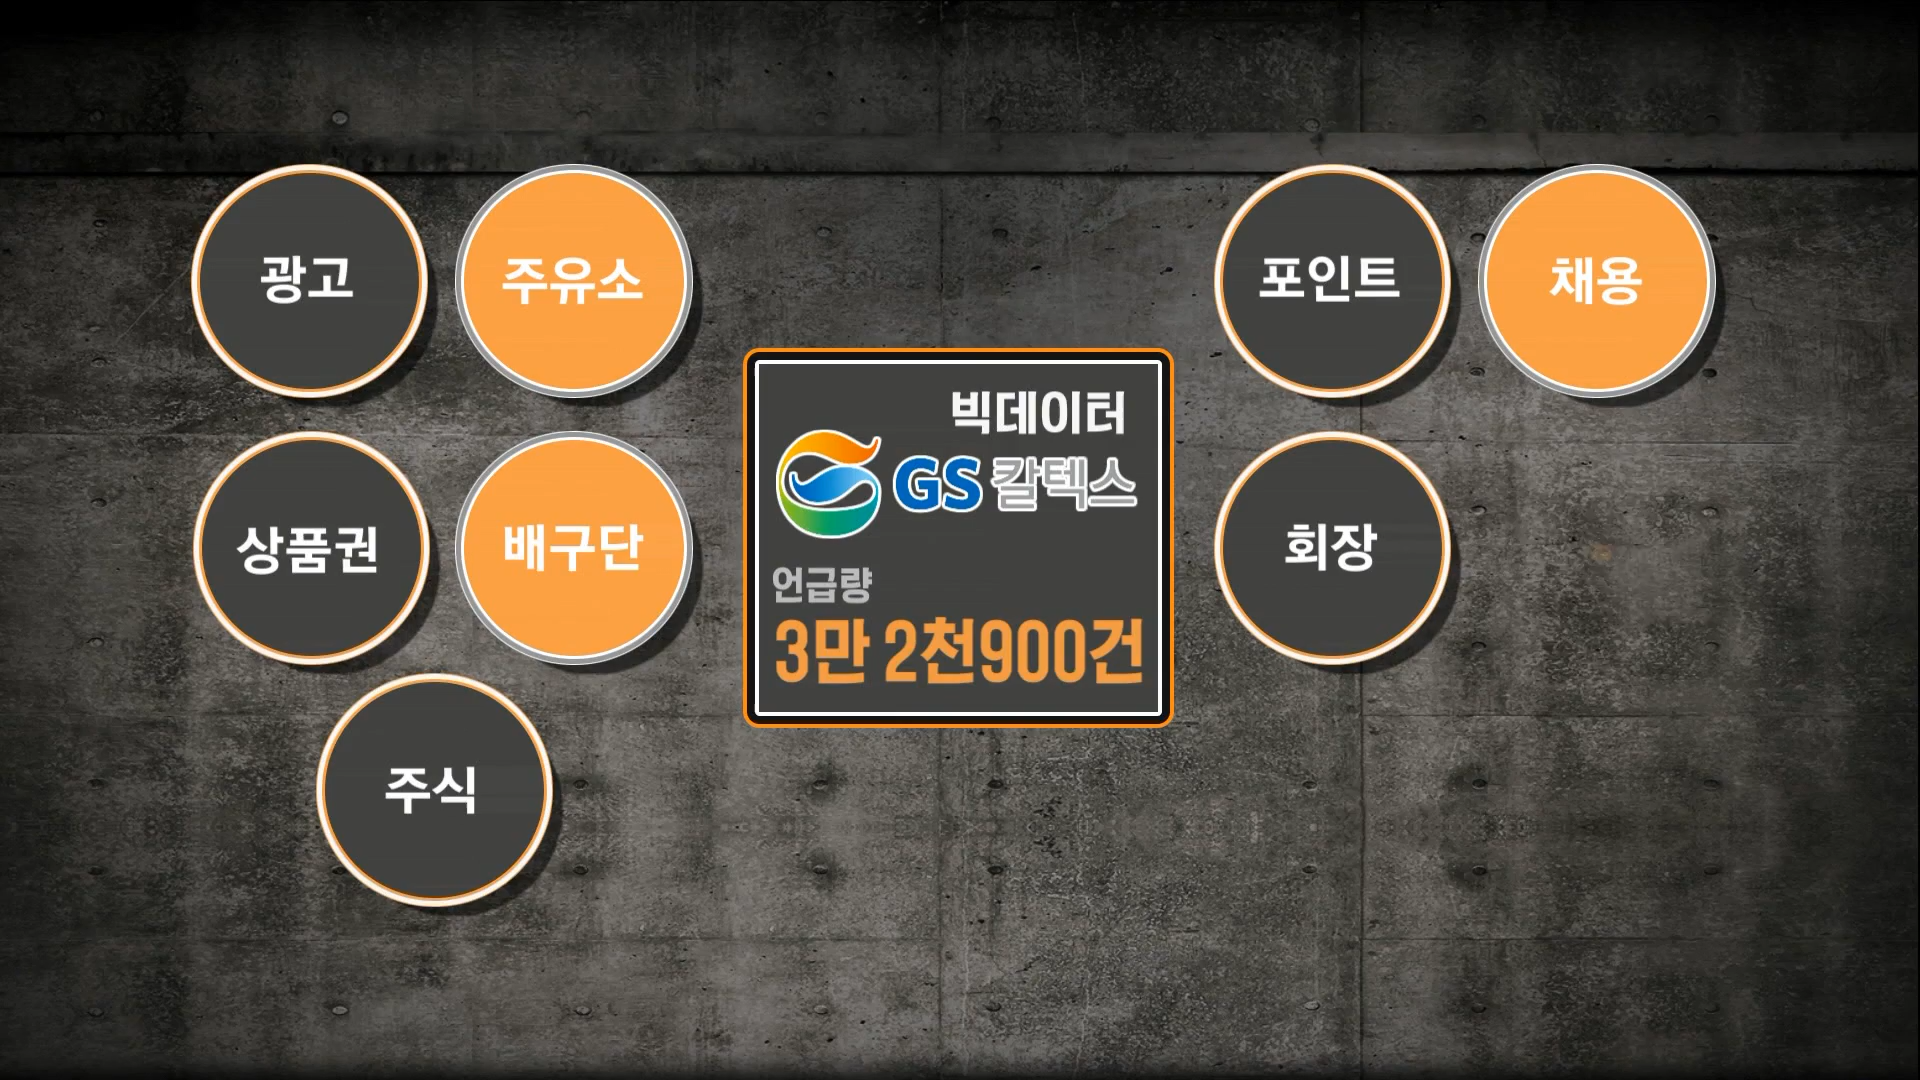 광고
주유소
상품권
배구단
주식
빅데이터
GS 칼텍스
언급량
3만 2천900건
포인트
채용
회장